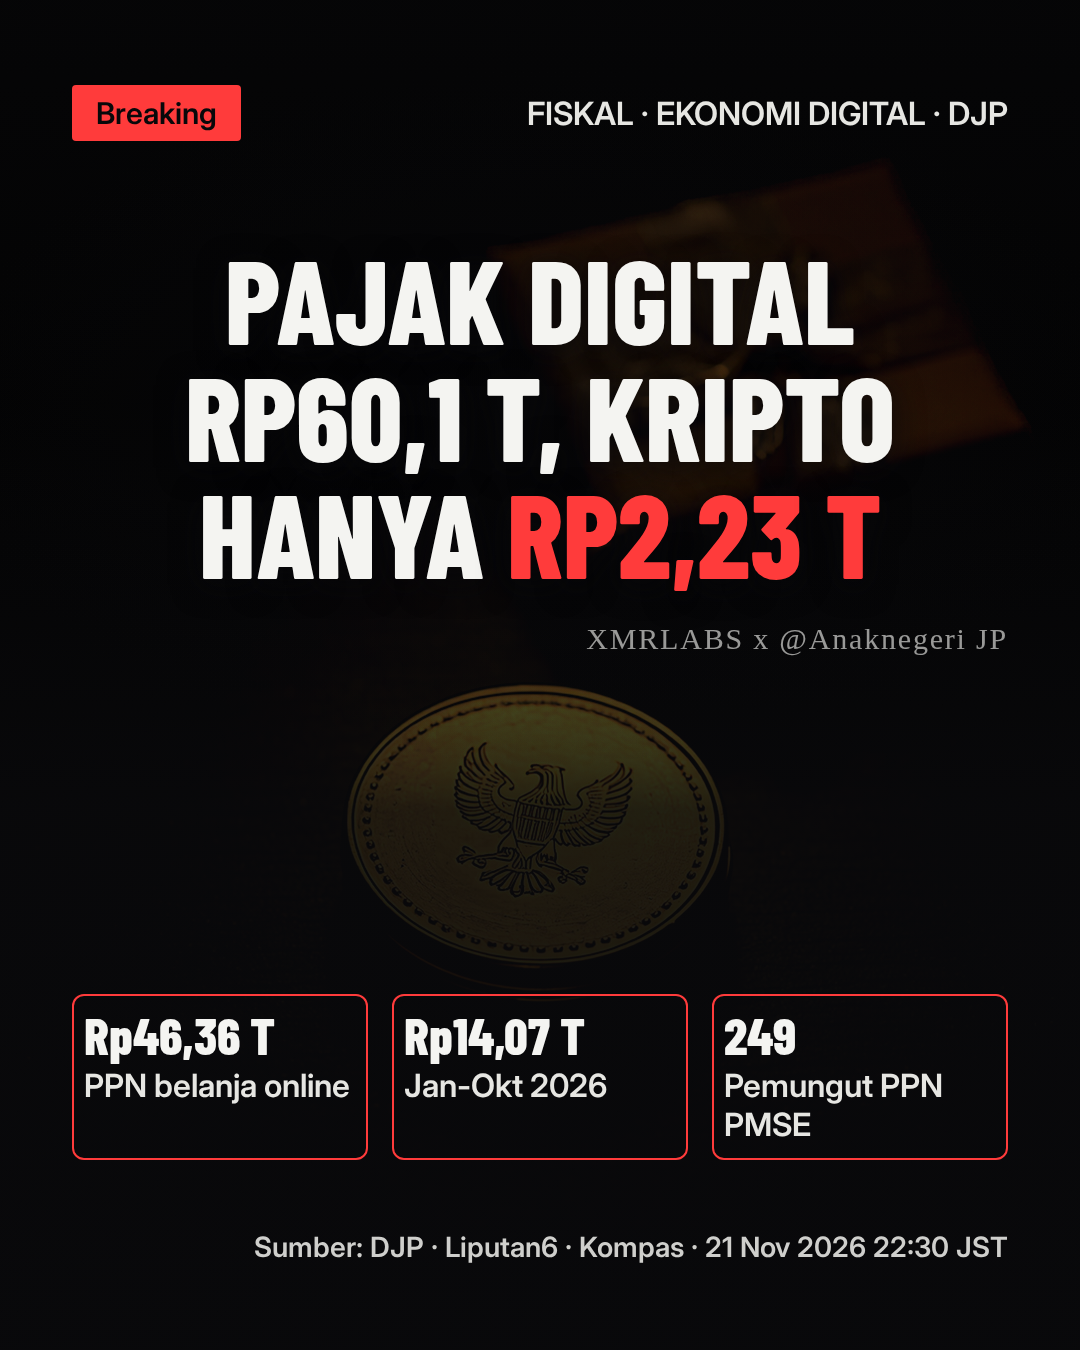 Breaking
FISKAL · EKONOMI DIGITAL · DJP
PAJAK DIGITAL
RP60,1 T, KRIPTO
HANYA RP2,23 T
XMRLABS x @Anaknegeri JP
Rp46,36 T
PPN belanja online
Rp14,07 T
Jan-Okt 2026
249
Pemungut PPN
PMSE
Sumber: DJP · Liputan6 · Kompas · 21 Nov 2026 22:30 JST